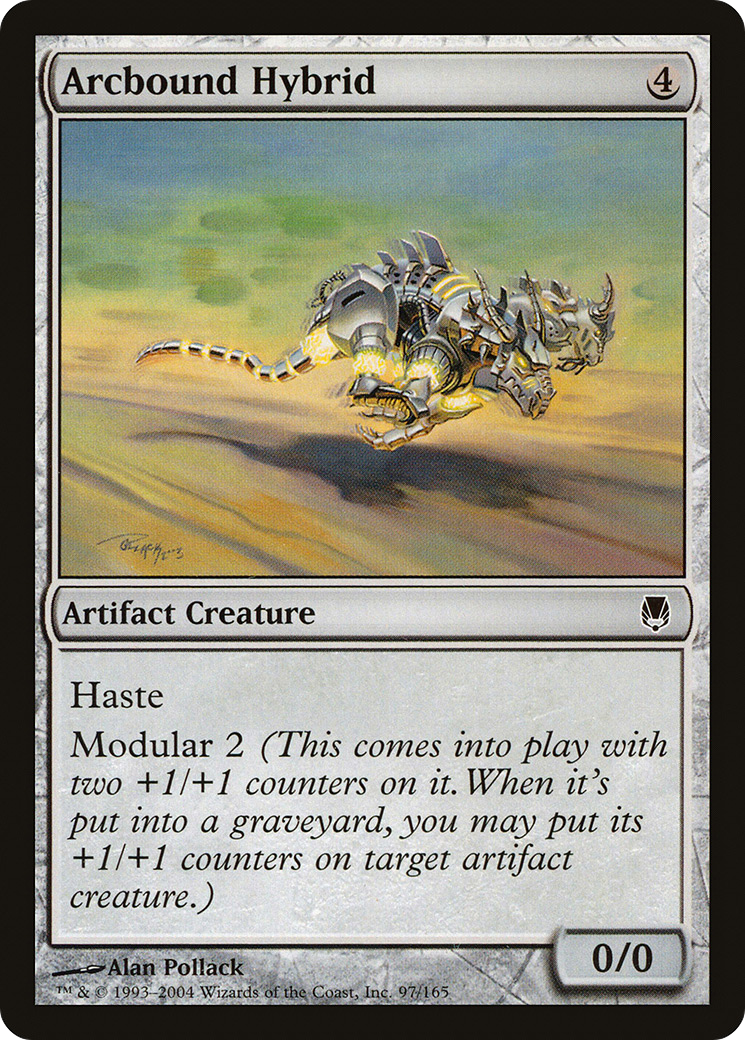 Arcbound Hybrid
4
Artifact Creature
Haste
Modular 2 (This comes into play with
two +1/+1 counters on it. When it's
put into a graveyard, you may put its
+1/+1 counters on target artifact
creature.)
0/0
Alan Pollack
™ & © 1993–2004 Wizards of the Coast, Inc. 97/165